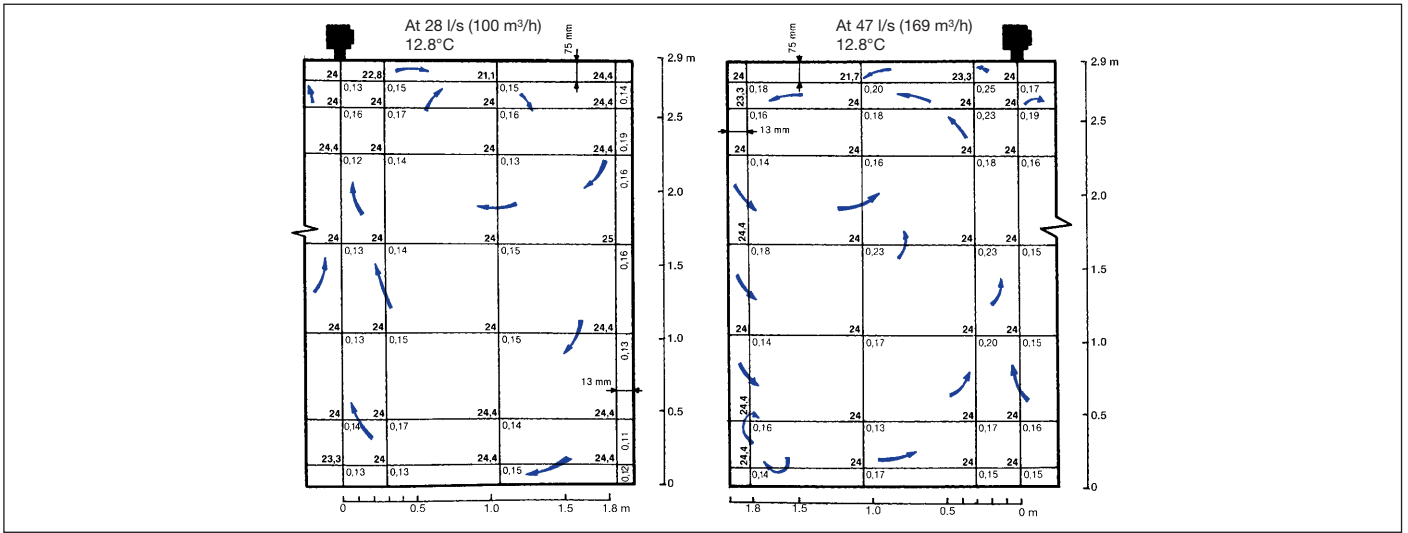 At 28 l/s (100 m³/h)
12.8°C
75 mm
24 22,8 21,1 24,4
0,13 0,15 0,15 0,14
24 24 24 24,4
0,16 0,17 0,16 0,19
24,4 24 24 24,4
0,12 0,14 0,13 0,16
24 24 24 25
0,13 0,14 0,15 0,16
24 24 24 24,4
0,13 0,15 0,15 0,13
13 mm
24 24 24,4 24,4
0,14 0,17 0,14 0,11
23,3 24 24,4 24,4
0,13 0,13 0,15 0,12
2.9 m
2.5
2.0
1.5
1.0
0.5
0
0 0.5 1.0 1.5 1.8 m
At 47 l/s (169 m³/h)
12.8°C
75 mm
24 21,7 23,3 24
0,18 0,20 0,25 0,17
23,3 24 24 24
0,16 0,18 0,23 0,19
13 mm
24 24 24 24
0,14 0,16 0,18 0,16
24,4 24 24 24
0,18 0,23 0,23 0,15
24 24 24 24
0,14 0,17 0,20 0,15
24,4 24 24 24
0,16 0,13 0,17 0,16
24,4 24 24 24
0,14 0,17 0,15 0,15
2.9 m
2.5
2.0
1.5
1.0
0.5
0
1.8 1.5 1.0 0.5 0 m